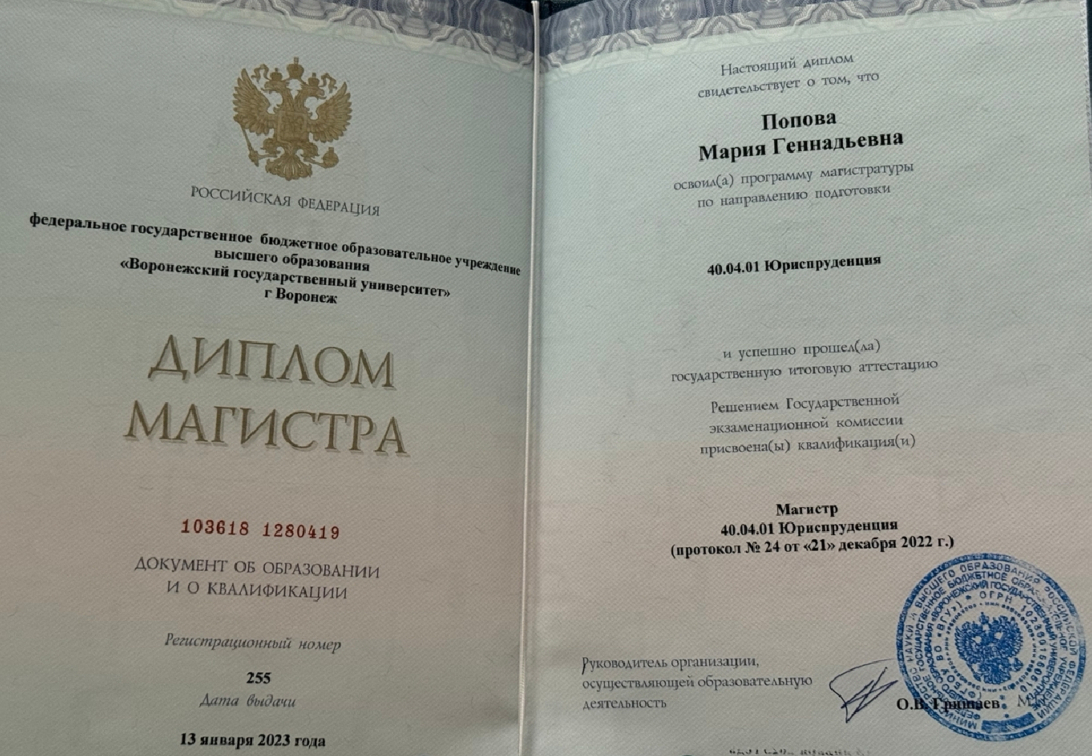 РОССИЙСКАЯ ФЕДЕРАЦИЯ
федеральное государственное бюджетное образовательное учреждение
высшего образования
«Воронежский государственный университет»
г Воронеж
ДИПЛОМ
МАГИСТРА
103618 1280419
ДОКУМЕНТ ОБ ОБРАЗОВАНИИ
И О КВАЛИФИКАЦИИ
Регистрационный номер
255
Дата выдачи
13 января 2023 года
Настоящий диплом
свидетельствует о том, что
Попова
Мария Геннадьевна
освоил(а) программу магистратуры
по направлению подготовки
40.04.01 Юриспруденция
и успешно прошел(ла)
государственную итоговую аттестацию
Решением Государственной
экзаменационной комиссии
присвоена(ы) квалификация(и)
Магистр
40.04.01 Юриспруденция
(протокол № 24 от «21» декабря 2022 г.)
Руководитель организации,
осуществляющей образовательную
деятельность
О.В.